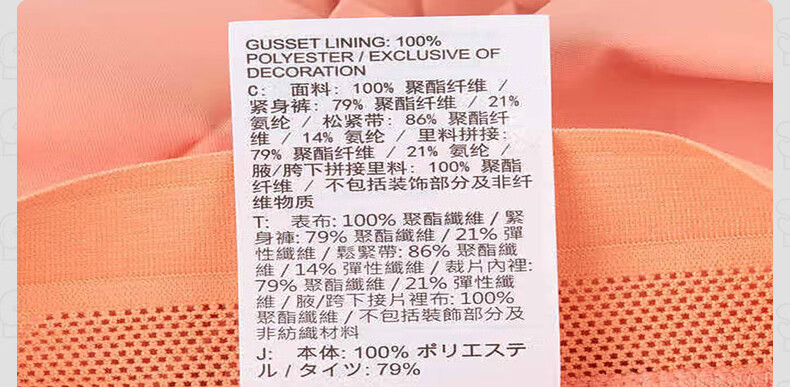 GUSSET LINING: 100%
POLYESTER / EXCLUSIVE OF
DECORATION
C: 面料: 100% 聚酯纤维 /
紧身裤: 79% 聚酯纤维 / 21%
氨纶 / 松紧带: 86% 聚酯纤
维 / 14% 氨纶 / 里料拼接:
79% 聚酯纤维 / 21% 氨纶 /
腋/胯下拼接里料: 100% 聚酯
纤维 / 不包括装饰部分及非纤
维物质
T: 表布: 100% 聚酯纖維 / 緊
身褲: 79% 聚酯纖維 / 21% 彈
性纖維 / 鬆緊帶: 86% 聚酯纖
維 / 14% 彈性纖維 / 裁片內裡:
79% 聚酯纖維 / 21% 彈性纖
維 / 腋/跨下接片裡布: 100%
聚酯纖維 / 不包括裝飾部分及
非紡織材料
J: 本体: 100% ポリエステ
ル / タイツ: 79%